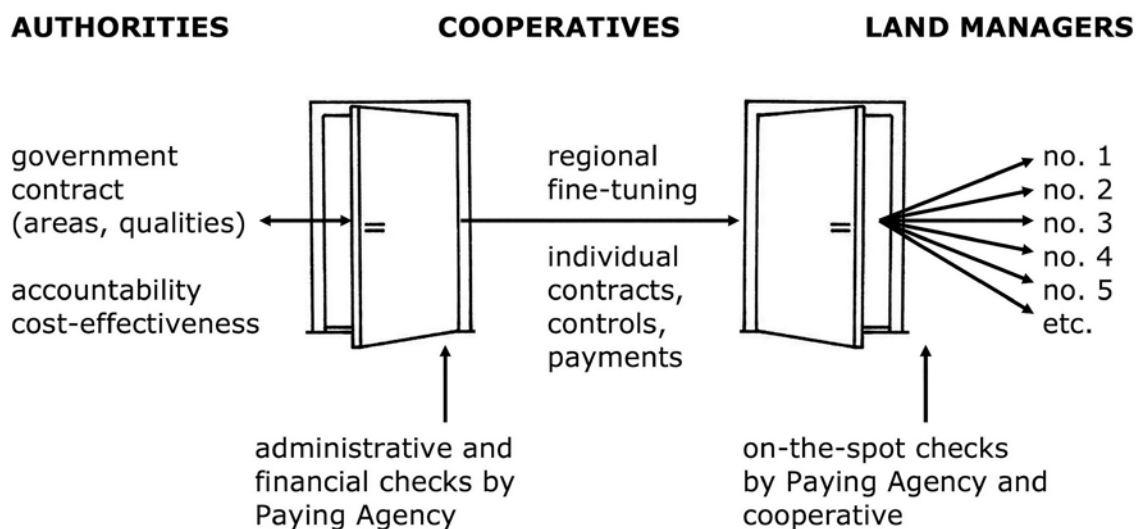 AUTHORITIES
COOPERATIVES
LAND MANAGERS
government
contract
(areas, qualities)
accountability
cost-effectiveness
regional
fine-tuning
individual
contracts,
controls,
payments
no. 1
no. 2
no. 3
no. 4
no. 5
etc.
administrative and
financial checks by
Paying Agency
on-the-spot checks
by Paying Agency and
cooperative